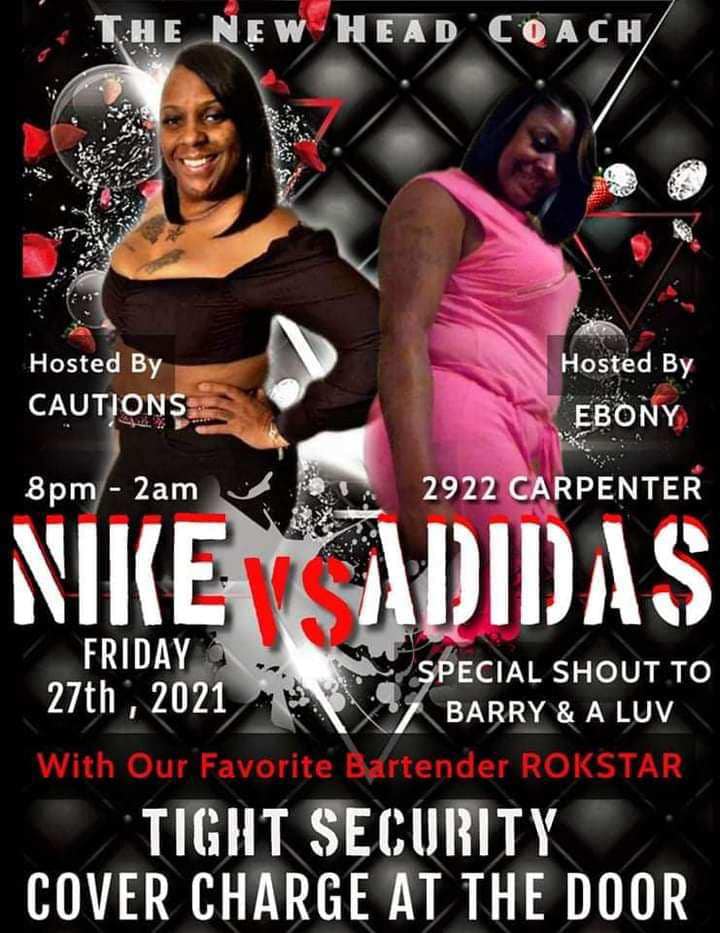 THE NEW HEAD COACH
Hosted By
CAUTIONS
Hosted By
EBONY
8pm - 2am
2922 CARPENTER
NIKE VS ADIDAS
FRIDAY
27th , 2021
SPECIAL SHOUT TO
BARRY & A LUV
With Our Favorite Bartender ROKSTAR
TIGHT SECURITY
COVER CHARGE AT THE DOOR